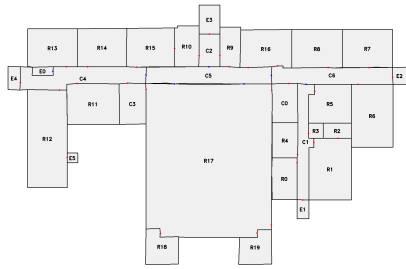 E3
R13 R14 R15 R10 C2 R9 R16 R8 R7
E4 E0 C4 C5 C6 E2
R11 C3 C0 R5 R6
R12 R4 C1 R3 R2
E5 R17 R0 R1
E1
R18 R19